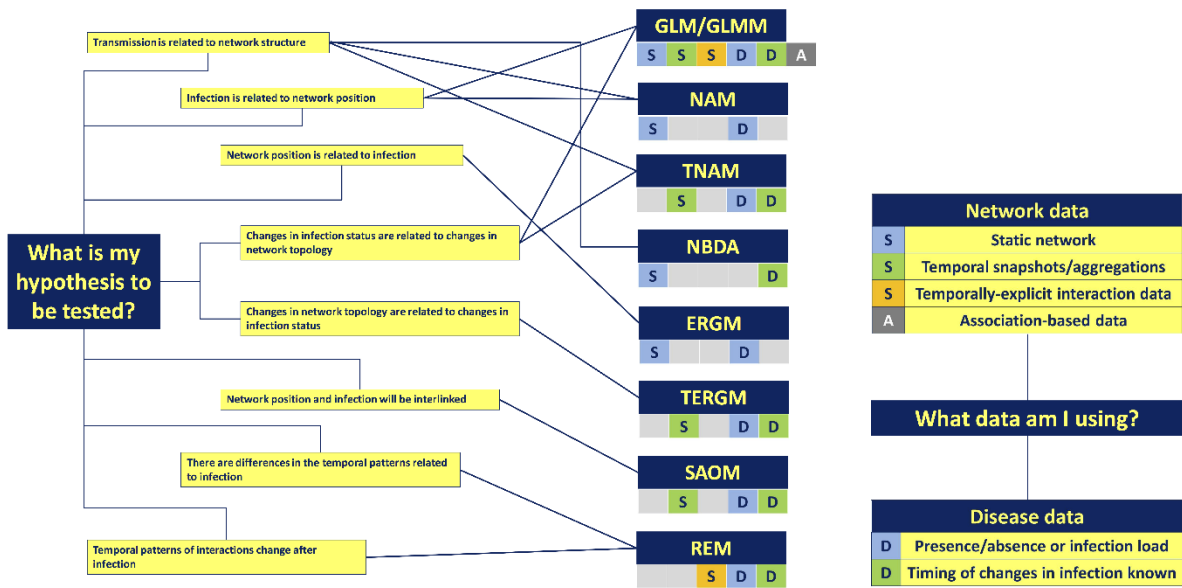 What is my
hypothesis to
be tested?
Transmission is related to network structure
Infection is related to network position
Network position is related to infection
Changes in infection status are related to changes in
network topology
Changes in network topology are related to changes in
infection status
Network position and infection will be interlinked
There are differences in the temporal patterns related
to infection
Temporal patterns of interactions change after
infection
GLM/GLMM
S S S D D A
NAM
S D
TNAM
S D D
NBDA
S D
ERGM
S D
TERGM
S D D
SAOM
S D D
REM
S D D
Network data
S Static network
S Temporal snapshots/aggregations
S Temporally-explicit interaction data
A Association-based data
What data am I using?
Disease data
D Presence/absence or infection load
D Timing of changes in infection known